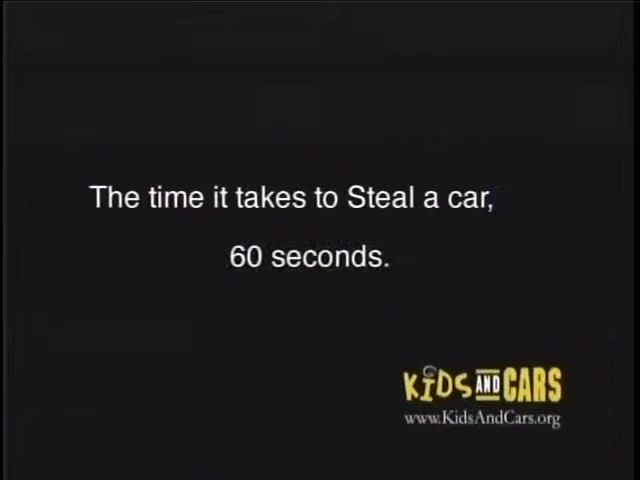 The time it takes to Steal a car,
60 seconds.
KIDS AND CARS
www.KidsAndCars.org